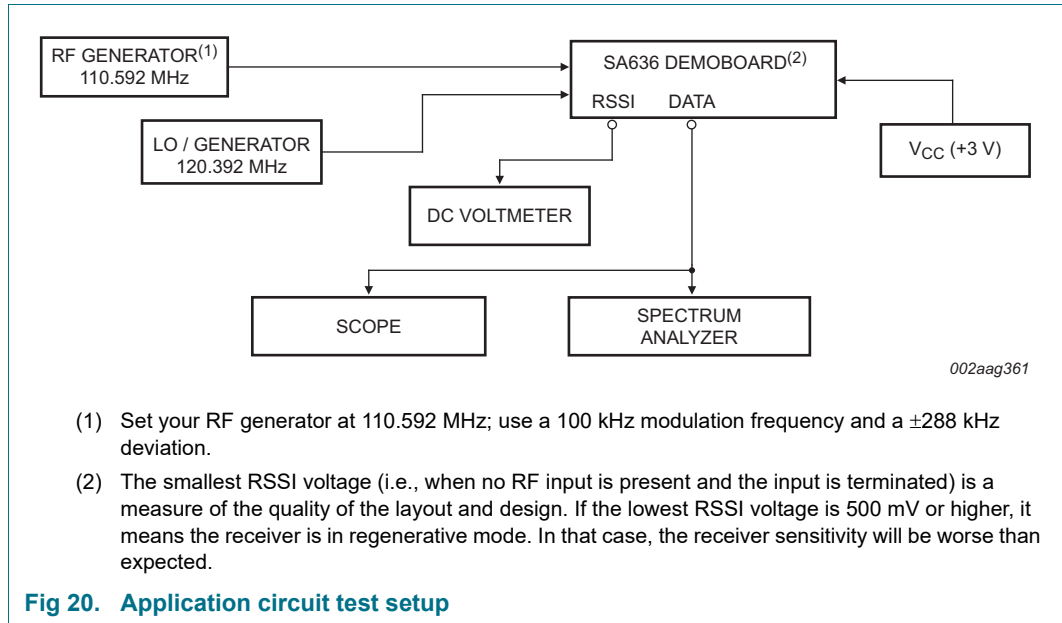 RF GENERATOR(1)
110.592 MHz
SA636 DEMOBOARD(2)
RSSI DATA
LO / GENERATOR
120.392 MHz
VCC (+3 V)
DC VOLTMETER
SCOPE
SPECTRUM
ANALYZER
002aag361
(1) Set your RF generator at 110.592 MHz; use a 100 kHz modulation frequency and a ±288 kHz
deviation.
(2) The smallest RSSI voltage (i.e., when no RF input is present and the input is terminated) is a
measure of the quality of the layout and design. If the lowest RSSI voltage is 500 mV or higher, it
means the receiver is in regenerative mode. In that case, the receiver sensitivity will be worse than
expected.
Fig 20. Application circuit test setup